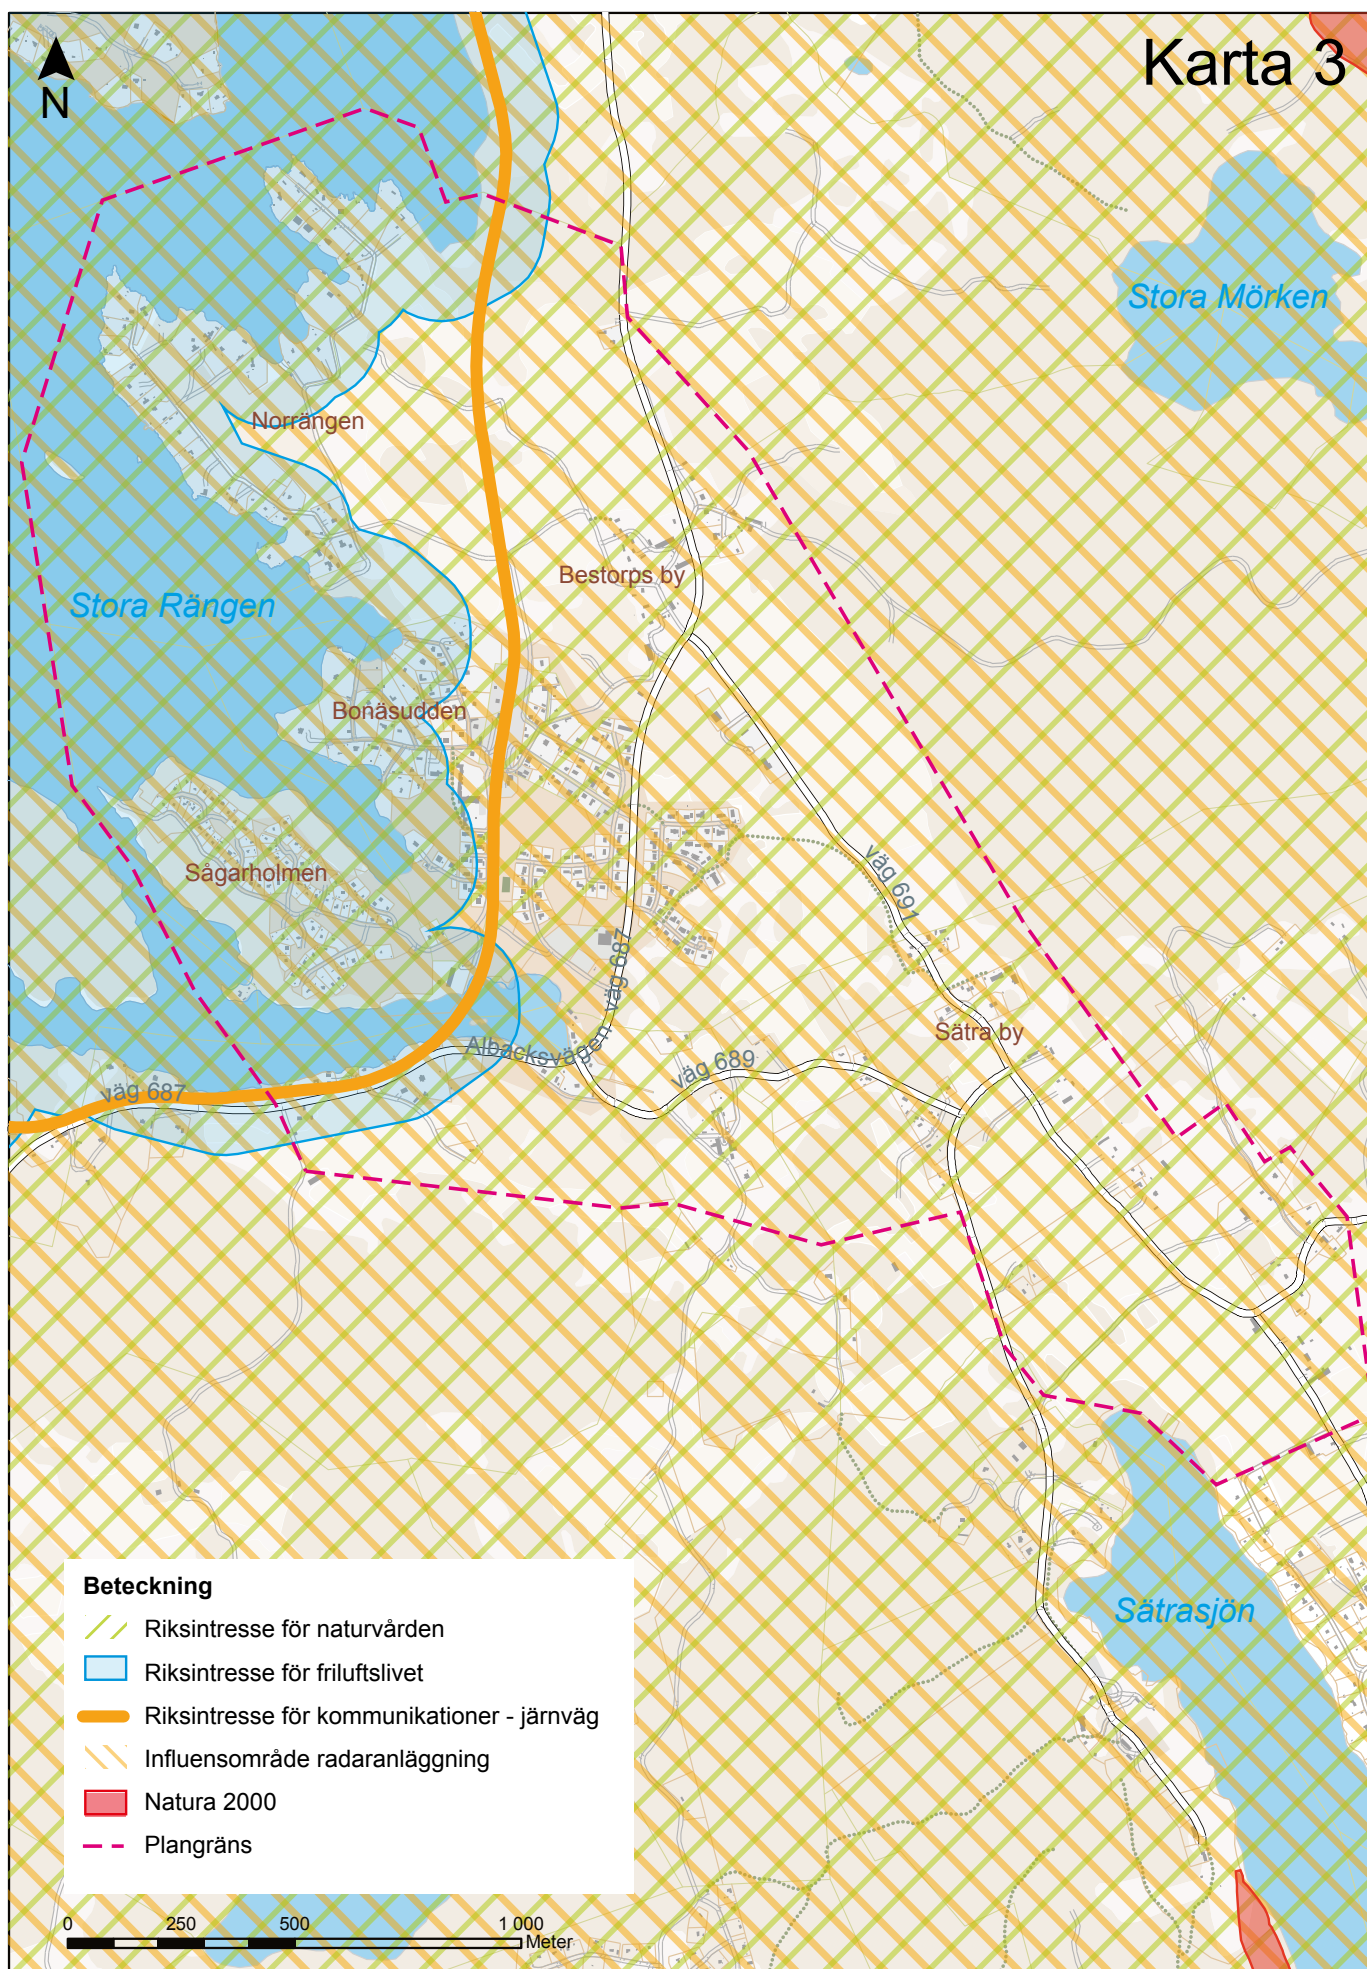 Karta 3
N
Stora Mörken
Norrängen
Bestorps by
Stora Rängen
Bonäsudden
väg 691
Sågarholmen
väg 687
Sätra by
Albäcksvägen
väg 689
väg 687
Beteckning
Sätrasjön
Riksintresse för naturvården
Riksintresse för friluftslivet
Riksintresse för kommunikationer - järnväg
Influensområde radaranläggning
Natura 2000
Plangräns
0 250 500 1 000
Meter